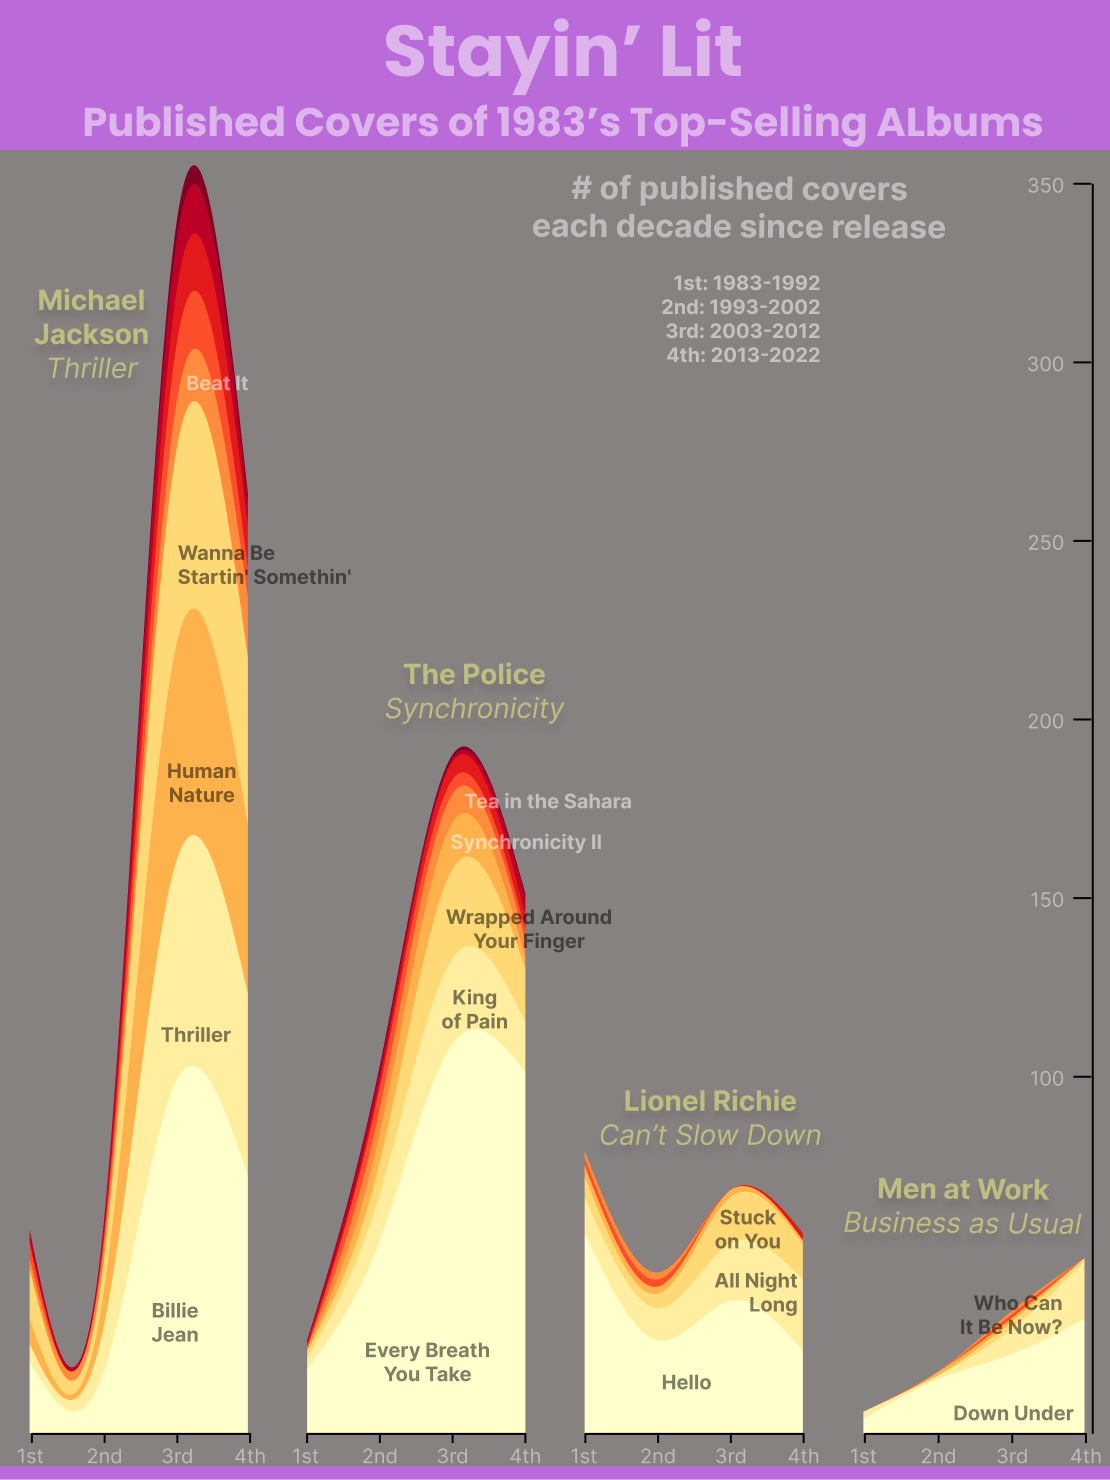 Stayin’ Lit
Published Covers of 1983’s Top-Selling ALbums
# of published covers
each decade since release
1st: 1983-1992
2nd: 1993-2002
3rd: 2003-2012
4th: 2013-2022
350
300
250
200
150
100
Michael
Jackson
Thriller
Beat It
Wanna Be
Startin' Somethin'
Human
Nature
Thriller
Billie
Jean
The Police
Synchronicity
Tea in the Sahara
Synchronicity II
Wrapped Around
Your Finger
King
of Pain
Every Breath
You Take
Lionel Richie
Can’t Slow Down
Stuck
on You
All Night
Long
Hello
Men at Work
Business as Usual
Who Can
It Be Now?
Down Under
1st 2nd 3rd 4th
1st 2nd 3rd 4th
1st 2nd 3rd 4th
1st 2nd 3rd 4th